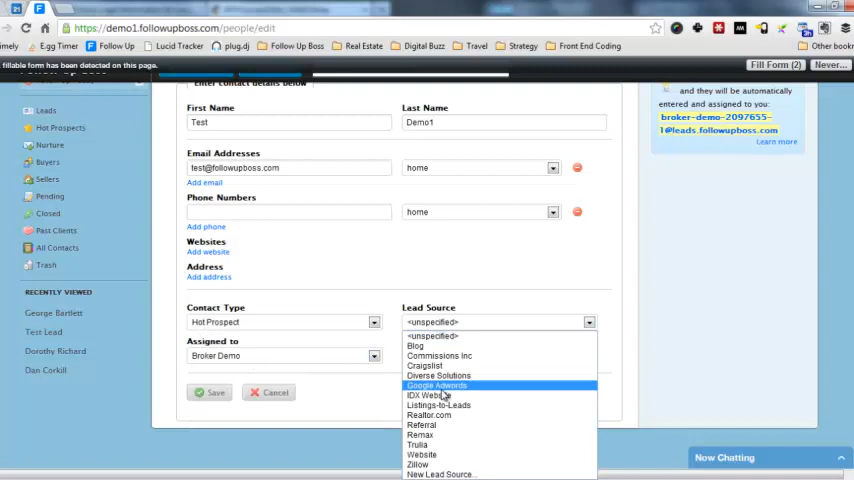 https://demo1.followupboss.com/people/edit
imely
E.gg Timer
Follow Up
Lucid Tracker
plug.dj
Follow Up Boss
Real Estate
Digital Buzz
Travel
Strategy
Front End Coding
Other bookr
fillable form has been detected on this page.
Fill Form (2)
Never...
Enter contact details below
Leads
Hot Prospects
Nurture
Buyers
Sellers
Pending
Closed
Past Clients
All Contacts
Trash
RECENTLY VIEWED
George Bartlett
Test Lead
Dorothy Richard
Dan Corkill
First Name
Last Name
Test
Demo1
Email Addresses
test@followupboss.com
home
Add email
Phone Numbers
home
Add phone
Websites
Add website
Address
Add address
Contact Type
Lead Source
Hot Prospect
<unspecified>
Assigned to
Broker Demo
Save
Cancel
<unspecified>
Blog
Commissions Inc
Craigslist
Diverse Solutions
Google Adwords
IDX Website
Listings-to-Leads
Realtor.com
Referral
Remax
Trulia
Website
Zillow
New Lead Source...
and they will be automatically
entered and assigned to you:
broker-demo-2097655-
1@leads.followupboss.com
Learn more
Now Chatting